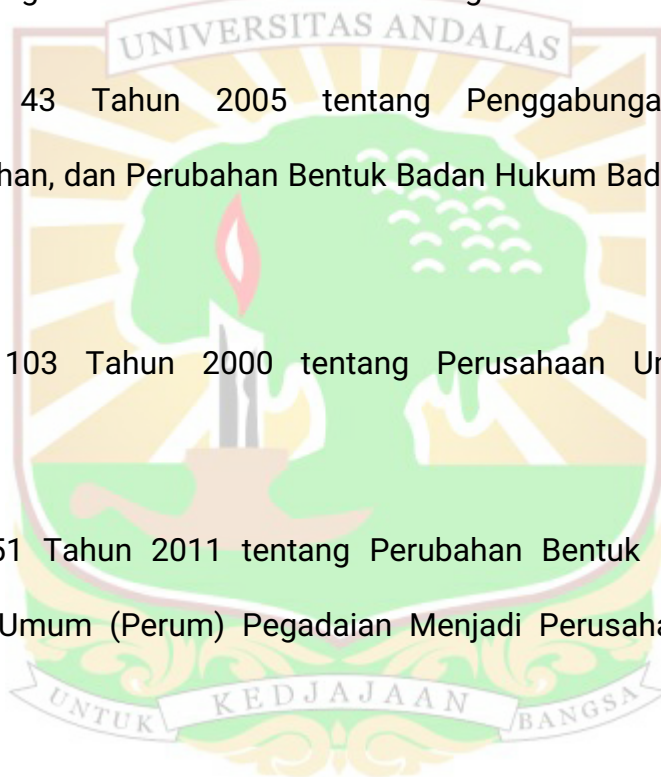 UNIVERSITAS ANDALAS
43 Tahun 2005 tentang Penggabunga
han, dan Perubahan Bentuk Badan Hukum Bad
103 Tahun 2000 tentang Perusahaan Un
51 Tahun 2011 tentang Perubahan Bentuk
Umum (Perum) Pegadaian Menjadi Perusaha
UNTUK KEDJAJAAN BANGSA